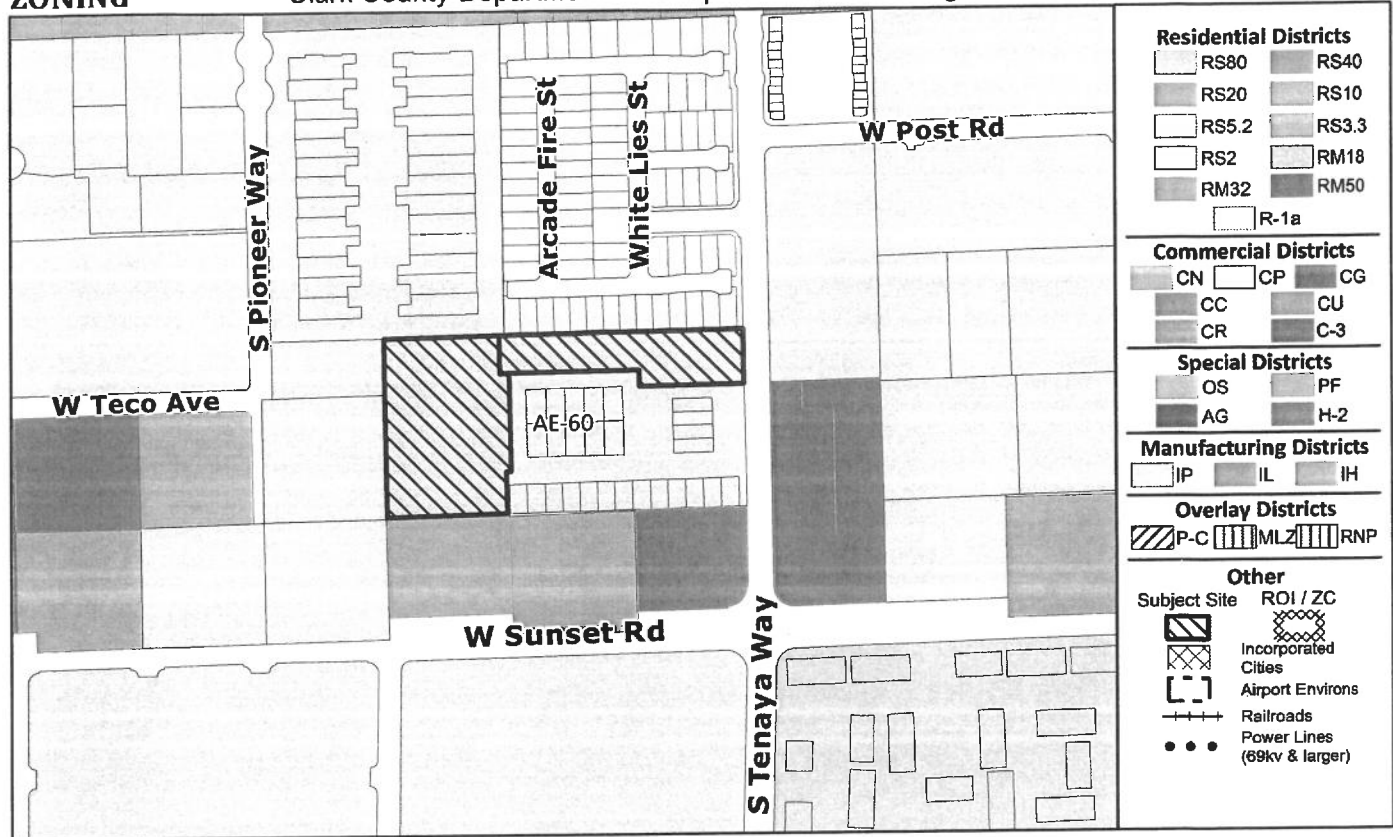 ZONING
S Pioneer Way
Arcade Fire St
White Lies St
W Post Rd
W Teco Ave
AE-60
W Sunset Rd
S Tenaya Way
Residential Districts
RS80 RS40
RS20 RS10
RS5.2 RS3.3
RS2 RM18
RM32 RM50
R-1a
Commercial Districts
CN CP CG
CC CU
CR C-3
Special Districts
OS PF
AG H-2
Manufacturing Districts
IP IL IH
Overlay Districts
P-C MLZ RNP
Other
Subject Site ROI / ZC
Incorporated
Cities
Airport Environs
Railroads
Power Lines
(69kv & larger)